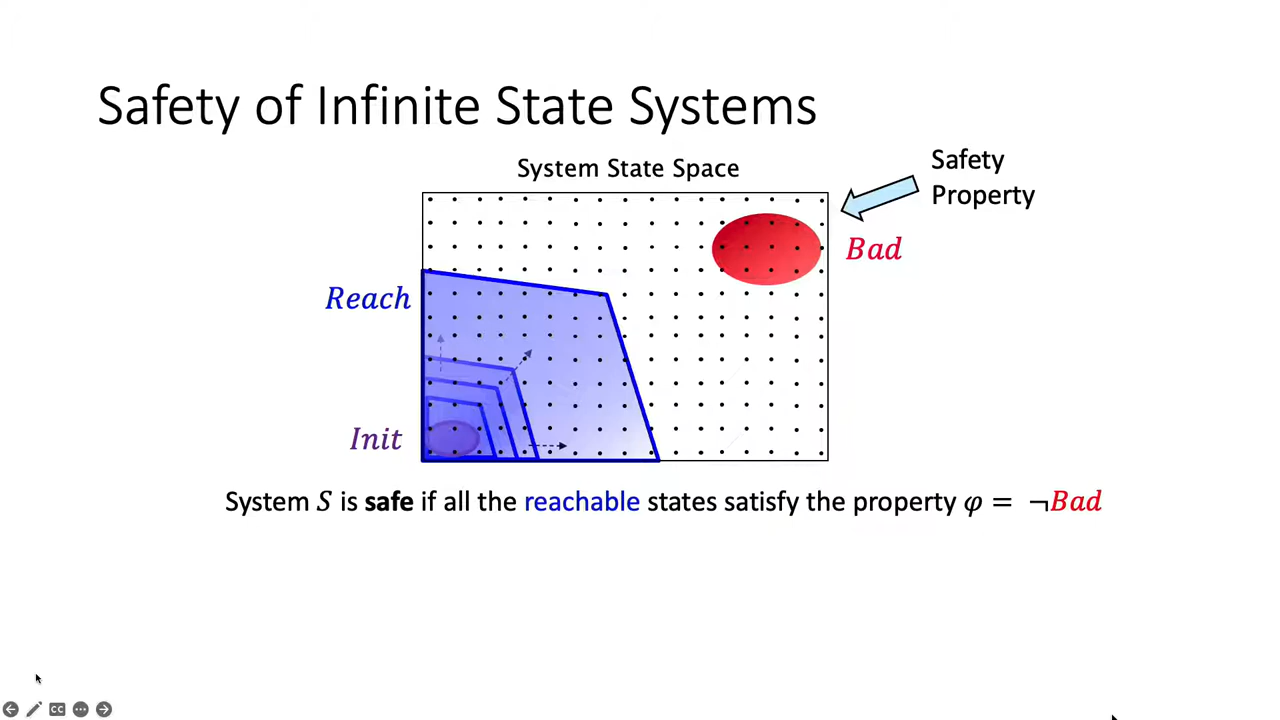 Safety of Infinite State Systems
System State Space
Safety
Property
Bad
Reach
Init
System S is safe if all the reachable states satisfy the property φ = ¬Bad
CC